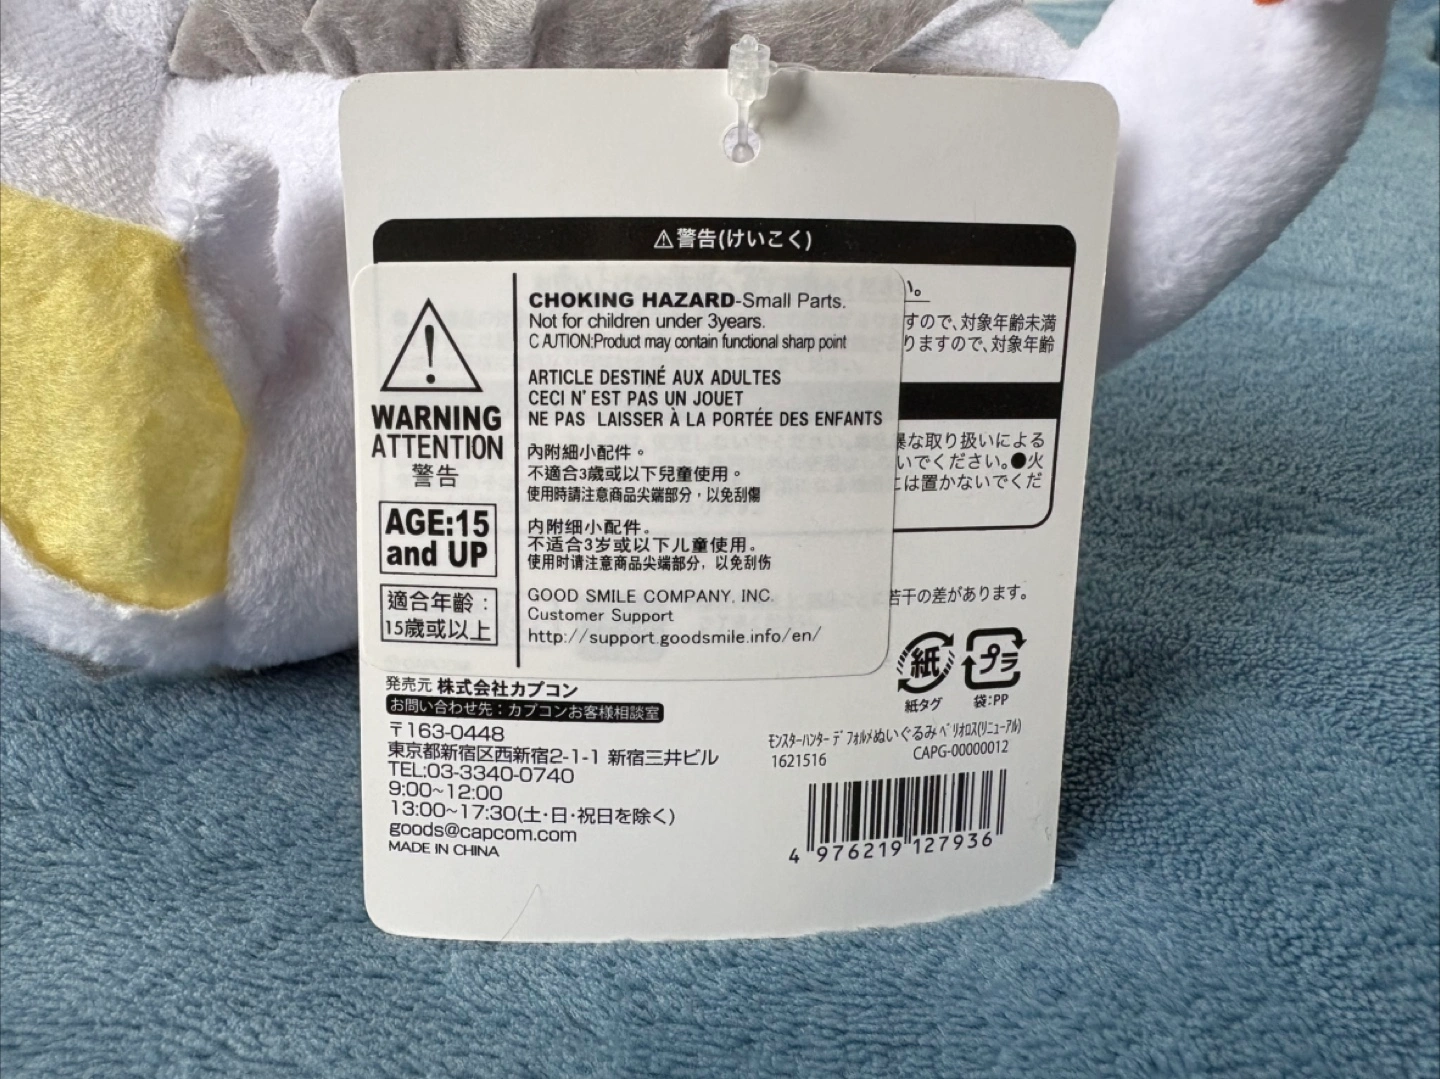 ⚠警告(けいこく)
い。
すので、対象年齢未満
りますので、対象年齢
な取り扱いによる
いでください。●火
には置かないでくだ
若干の差があります。
WARNING
ATTENTION
警告
AGE:15
and UP
適合年齡：
15歲或以上
CHOKING HAZARD-Small Parts.
Not for children under 3years.
CAUTION:Product may contain functional sharp point
ARTICLE DESTINÉ AUX ADULTES
CECI N'EST PAS UN JOUET
NE PAS LAISSER À LA PORTÉE DES ENFANTS
內附細小配件。
不適合3歲或以下兒童使用。
使用時請注意商品尖端部分，以免刮傷
内附细小配件。
不适合3岁或以下儿童使用。
使用时请注意商品尖端部分，以免刮伤
GOOD SMILE COMPANY, INC.
Customer Support
http://support.goodsmile.info/en/
発売元 株式会社カプコン
お問い合わせ先：カプコンお客様相談室
〒163-0448
東京都新宿区西新宿2-1-1 新宿三井ビル
TEL:03-3340-0740
9:00~12:00
13:00~17:30(土・日・祝日を除く)
goods@capcom.com
MADE IN CHINA
紙
紙タグ
プラ
袋:PP
ﾓﾝｽﾀｰﾊﾝﾀｰ ﾃﾞﾌｫﾙﾒぬいぐるみ ﾍﾞﾘｵﾛｽ(ﾘﾆｭｰｱﾙ)
1621516 CAPG-00000012
4 976219 127936